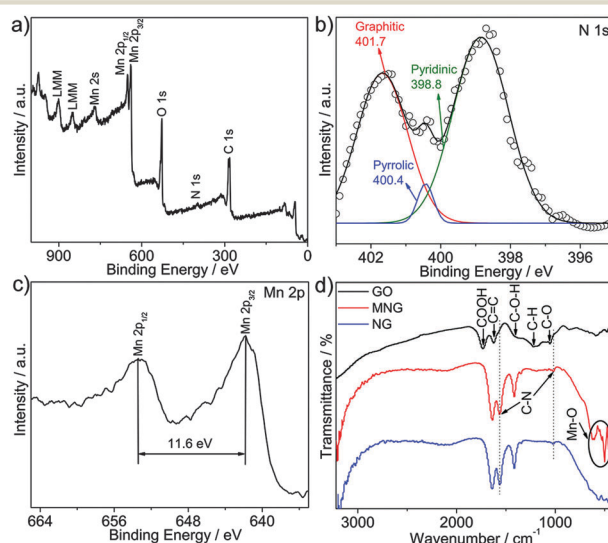 a)
LMM
LMM
Mn 2s
Mn 2p1/2
Mn 2p3/2
O 1s
N 1s
C 1s
Intensity / a.u.
900
600
300
0
Binding Energy / eV
b)
N 1s
Graphitic
401.7
Pyridinic
398.8
Pyrrolic
400.4
Intensity / a.u.
402
400
398
396
Binding Energy / eV
c)
Mn 2p
Mn 2p1/2
Mn 2p3/2
11.6 eV
Intensity / a.u.
664
656
648
640
Binding Energy / eV
d)
GO
MNG
NG
COOH
C=C
C-O-H
C-H
C-O
C-N
Mn-O
Transmittance / %
3000
2000
1000
Wavenumber / cm⁻¹